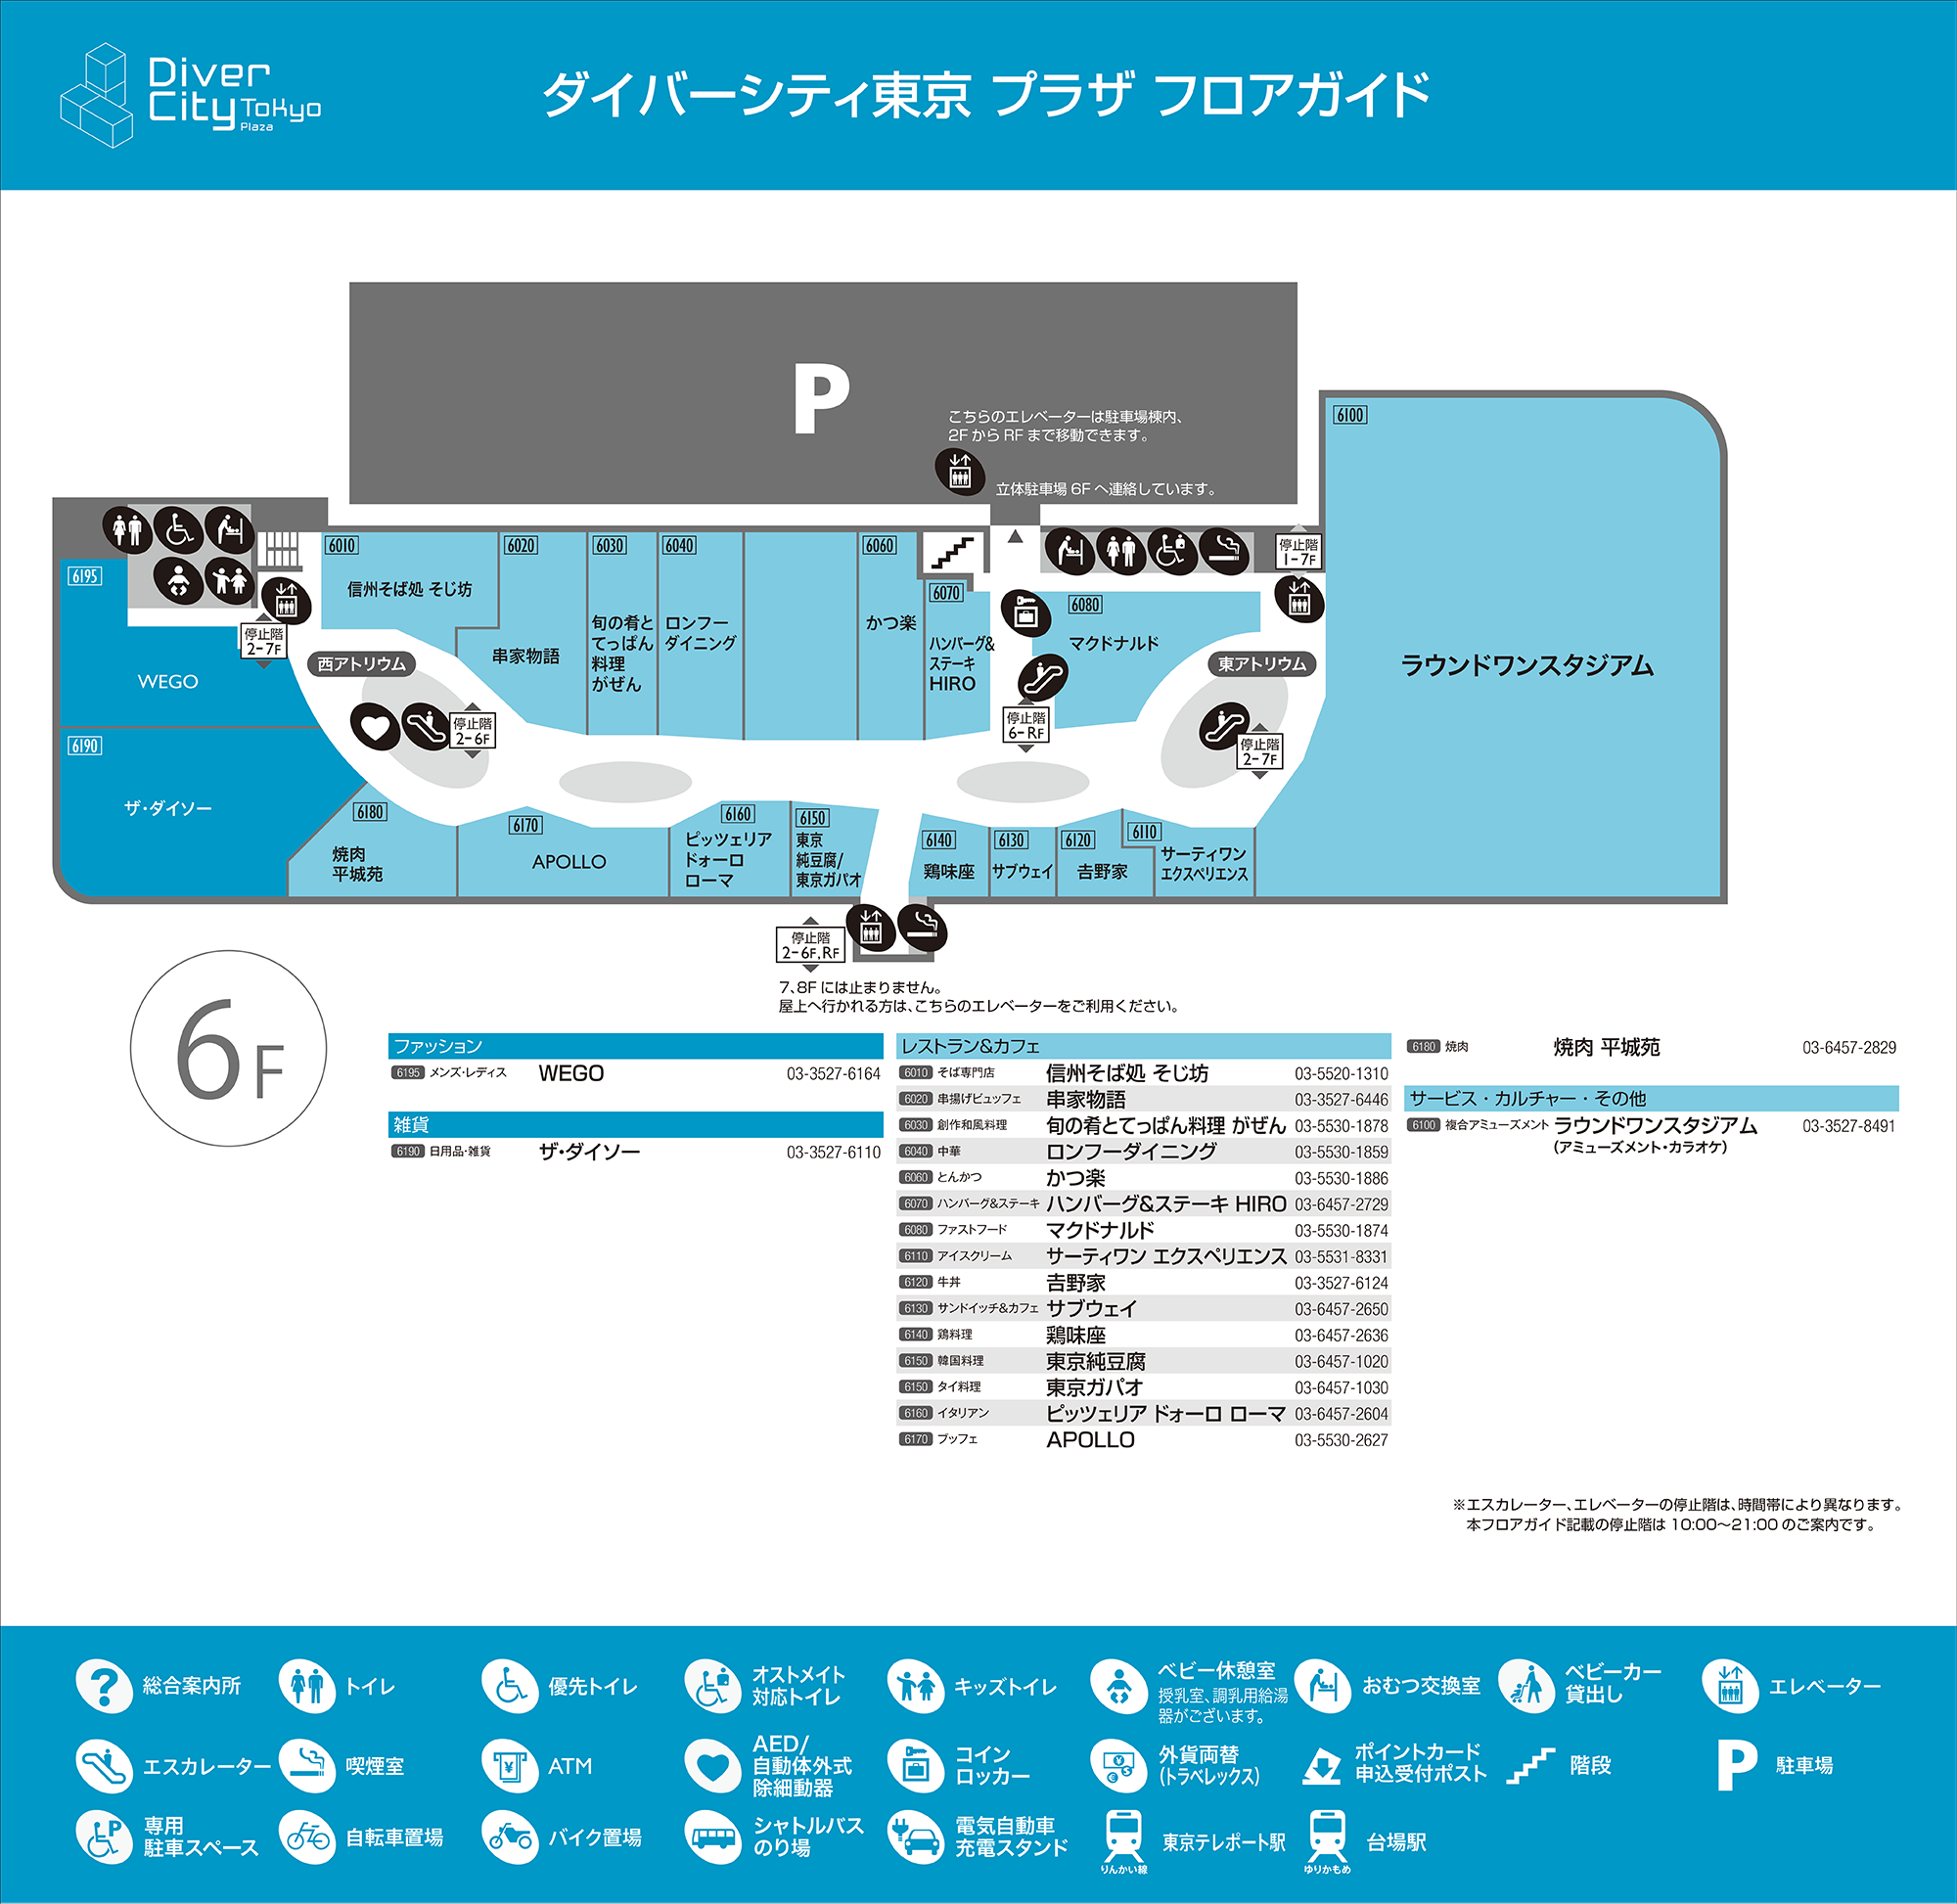 Diver
City Tokyo
Plaza
ダイバーシティ東京 プラザ フロアガイド
P
こちらのエレベーターは駐車場棟内、
2FからRFまで移動できます。
立体駐車場6Fへ連絡しています。
6100
ラウンドワンスタジアム
6195
WEGO
6190
ザ・ダイソー
停止階
2-7F
西アトリウム
停止階
2-6F
6010
信州そば処 そじ坊
6020
串家物語
6030
旬の肴と
てっぱん
料理
がぜん
6040
ロンフー
ダイニング
6060
かつ楽
6070
ハンバーグ&
ステーキ
HIRO
6080
マクドナルド
停止階
6-RF
停止階
1-7F
東アトリウム
停止階
2-7F
6180
焼肉
平城苑
6170
APOLLO
6160
ピッツェリア
ドォーロ
ローマ
6150
東京
純豆腐/
東京ガパオ
6140
鶏味座
6130
サブウェイ
6120
吉野家
6110
サーティワン
エクスペリエンス
停止階
2-6F,RF
7、8Fには止まりません。
屋上へ行かれる方は、こちらのエレベーターをご利用ください。
6F
ファッション
6195 メンズ・レディス WEGO 03-3527-6164
雑貨
6190 日用品・雑貨 ザ・ダイソー 03-3527-6110
レストラン&カフェ
6010 そば専門店 信州そば処 そじ坊 03-5520-1310
6020 串揚げビュッフェ 串家物語 03-3527-6446
6030 創作和風料理 旬の肴とてっぱん料理 がぜん 03-5530-1878
6040 中華 ロンフーダイニング 03-5530-1859
6060 とんかつ かつ楽 03-5530-1886
6070 ハンバーグ&ステーキ ハンバーグ&ステーキ HIRO 03-6457-2729
6080 ファストフード マクドナルド 03-5530-1874
6110 アイスクリーム サーティワン エクスペリエンス 03-5531-8331
6120 牛丼 吉野家 03-3527-6124
6130 サンドイッチ&カフェ サブウェイ 03-6457-2650
6140 鶏料理 鶏味座 03-6457-2636
6150 韓国料理 東京純豆腐 03-6457-1020
6150 タイ料理 東京ガパオ 03-6457-1030
6160 イタリアン ピッツェリア ドォーロ ローマ 03-6457-2604
6170 ブッフェ APOLLO 03-5530-2627
6180 焼肉 焼肉 平城苑 03-6457-2829
サービス・カルチャー・その他
6100 複合アミューズメント ラウンドワンスタジアム 03-3527-8491
(アミューズメント・カラオケ)
※エスカレーター、エレベーターの停止階は、時間帯により異なります。
本フロアガイド記載の停止階は10:00〜21:00のご案内です。
? 総合案内所
トイレ
優先トイレ
オストメイト
対応トイレ
キッズトイレ
ベビー休憩室
授乳室、調乳用給湯
器がございます。
おむつ交換室
ベビーカー
貸出し
エレベーター
エスカレーター
喫煙室
¥ ATM
AED/
自動体外式
除細動器
コイン
ロッカー
外貨両替
(トラベレックス)
ポイントカード
申込受付ポスト
階段
P 駐車場
P 専用
駐車スペース
自転車置場
バイク置場
シャトルバス
のり場
電気自動車
充電スタンド
りんかい線
東京テレポート駅
ゆりかもめ
台場駅